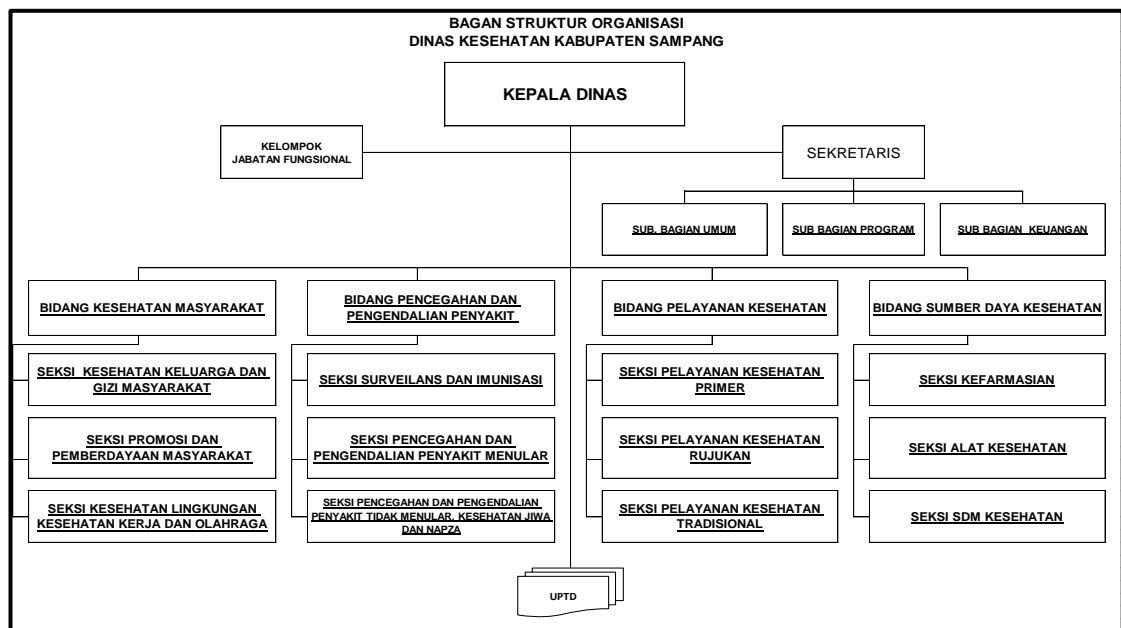 BAGAN STRUKTUR ORGANISASI
DINAS KESEHATAN KABUPATEN SAMPANG
KEPALA DINAS
KELOMPOK
JABATAN FUNGSIONAL
SEKRETARIS
SUB. BAGIAN UMUM
SUB BAGIAN PROGRAM
SUB BAGIAN KEUANGAN
BIDANG KESEHATAN MASYARAKAT
BIDANG PENCEGAHAN DAN
PENGENDALIAN PENYAKIT
BIDANG PELAYANAN KESEHATAN
BIDANG SUMBER DAYA KESEHATAN
SEKSI KESEHATAN KELUARGA DAN
GIZI MASYARAKAT
SEKSI SURVEILANS DAN IMUNISASI
SEKSI PELAYANAN KESEHATAN
PRIMER
SEKSI KEFARMASIAN
SEKSI PROMOSI DAN
PEMBERDAYAAN MASYARAKAT
SEKSI PENCEGAHAN DAN
PENGENDALIAN PENYAKIT MENULAR
SEKSI PELAYANAN KESEHATAN
RUJUKAN
SEKSI ALAT KESEHATAN
SEKSI KESEHATAN LINGKUNGAN
KESEHATAN KERJA DAN OLAHRAGA
SEKSI PENCEGAHAN DAN PENGENDALIAN
PENYAKIT TIDAK MENULAR, KESEHATAN JIWA
DAN NAPZA
SEKSI PELAYANAN KESEHATAN
TRADISIONAL
SEKSI SDM KESEHATAN
UPTD